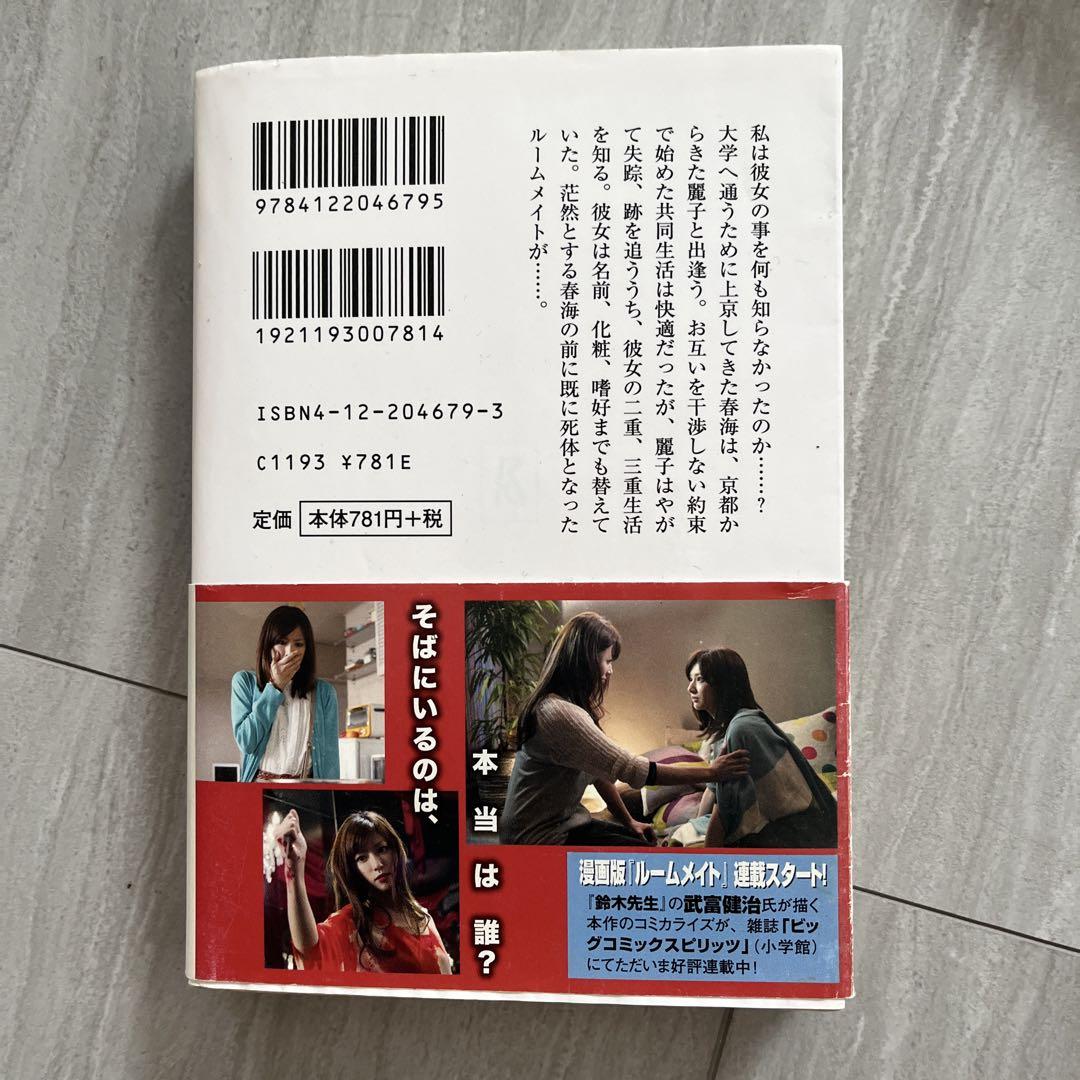 私は彼女の事を何も知らなかったのか……？
大学へ通うために上京してきた春海は、京都か
らきた麗子と出逢う。お互いを干渉しない約束
で始めた共同生活は快適だったが、麗子はやが
て失踪、跡を追ううち、彼女の二重、三重生活
を知る。彼女は名前、化粧、嗜好までも替えて
いた。茫然とする春海の前に既に死体となった
ルームメイトが……。
9784122046795
1921193007814
ISBN4-12-204679-3
C1193 ¥781E
定価 本体781円+税
そばにいるのは、
本当は誰?
漫画版『ルームメイト』連載スタート!
『鈴木先生』の武富健治氏が描く
本作のコミカライズが、雑誌「ビッ
グコミックスピリッツ」(小学館)
にてただいま好評連載中!